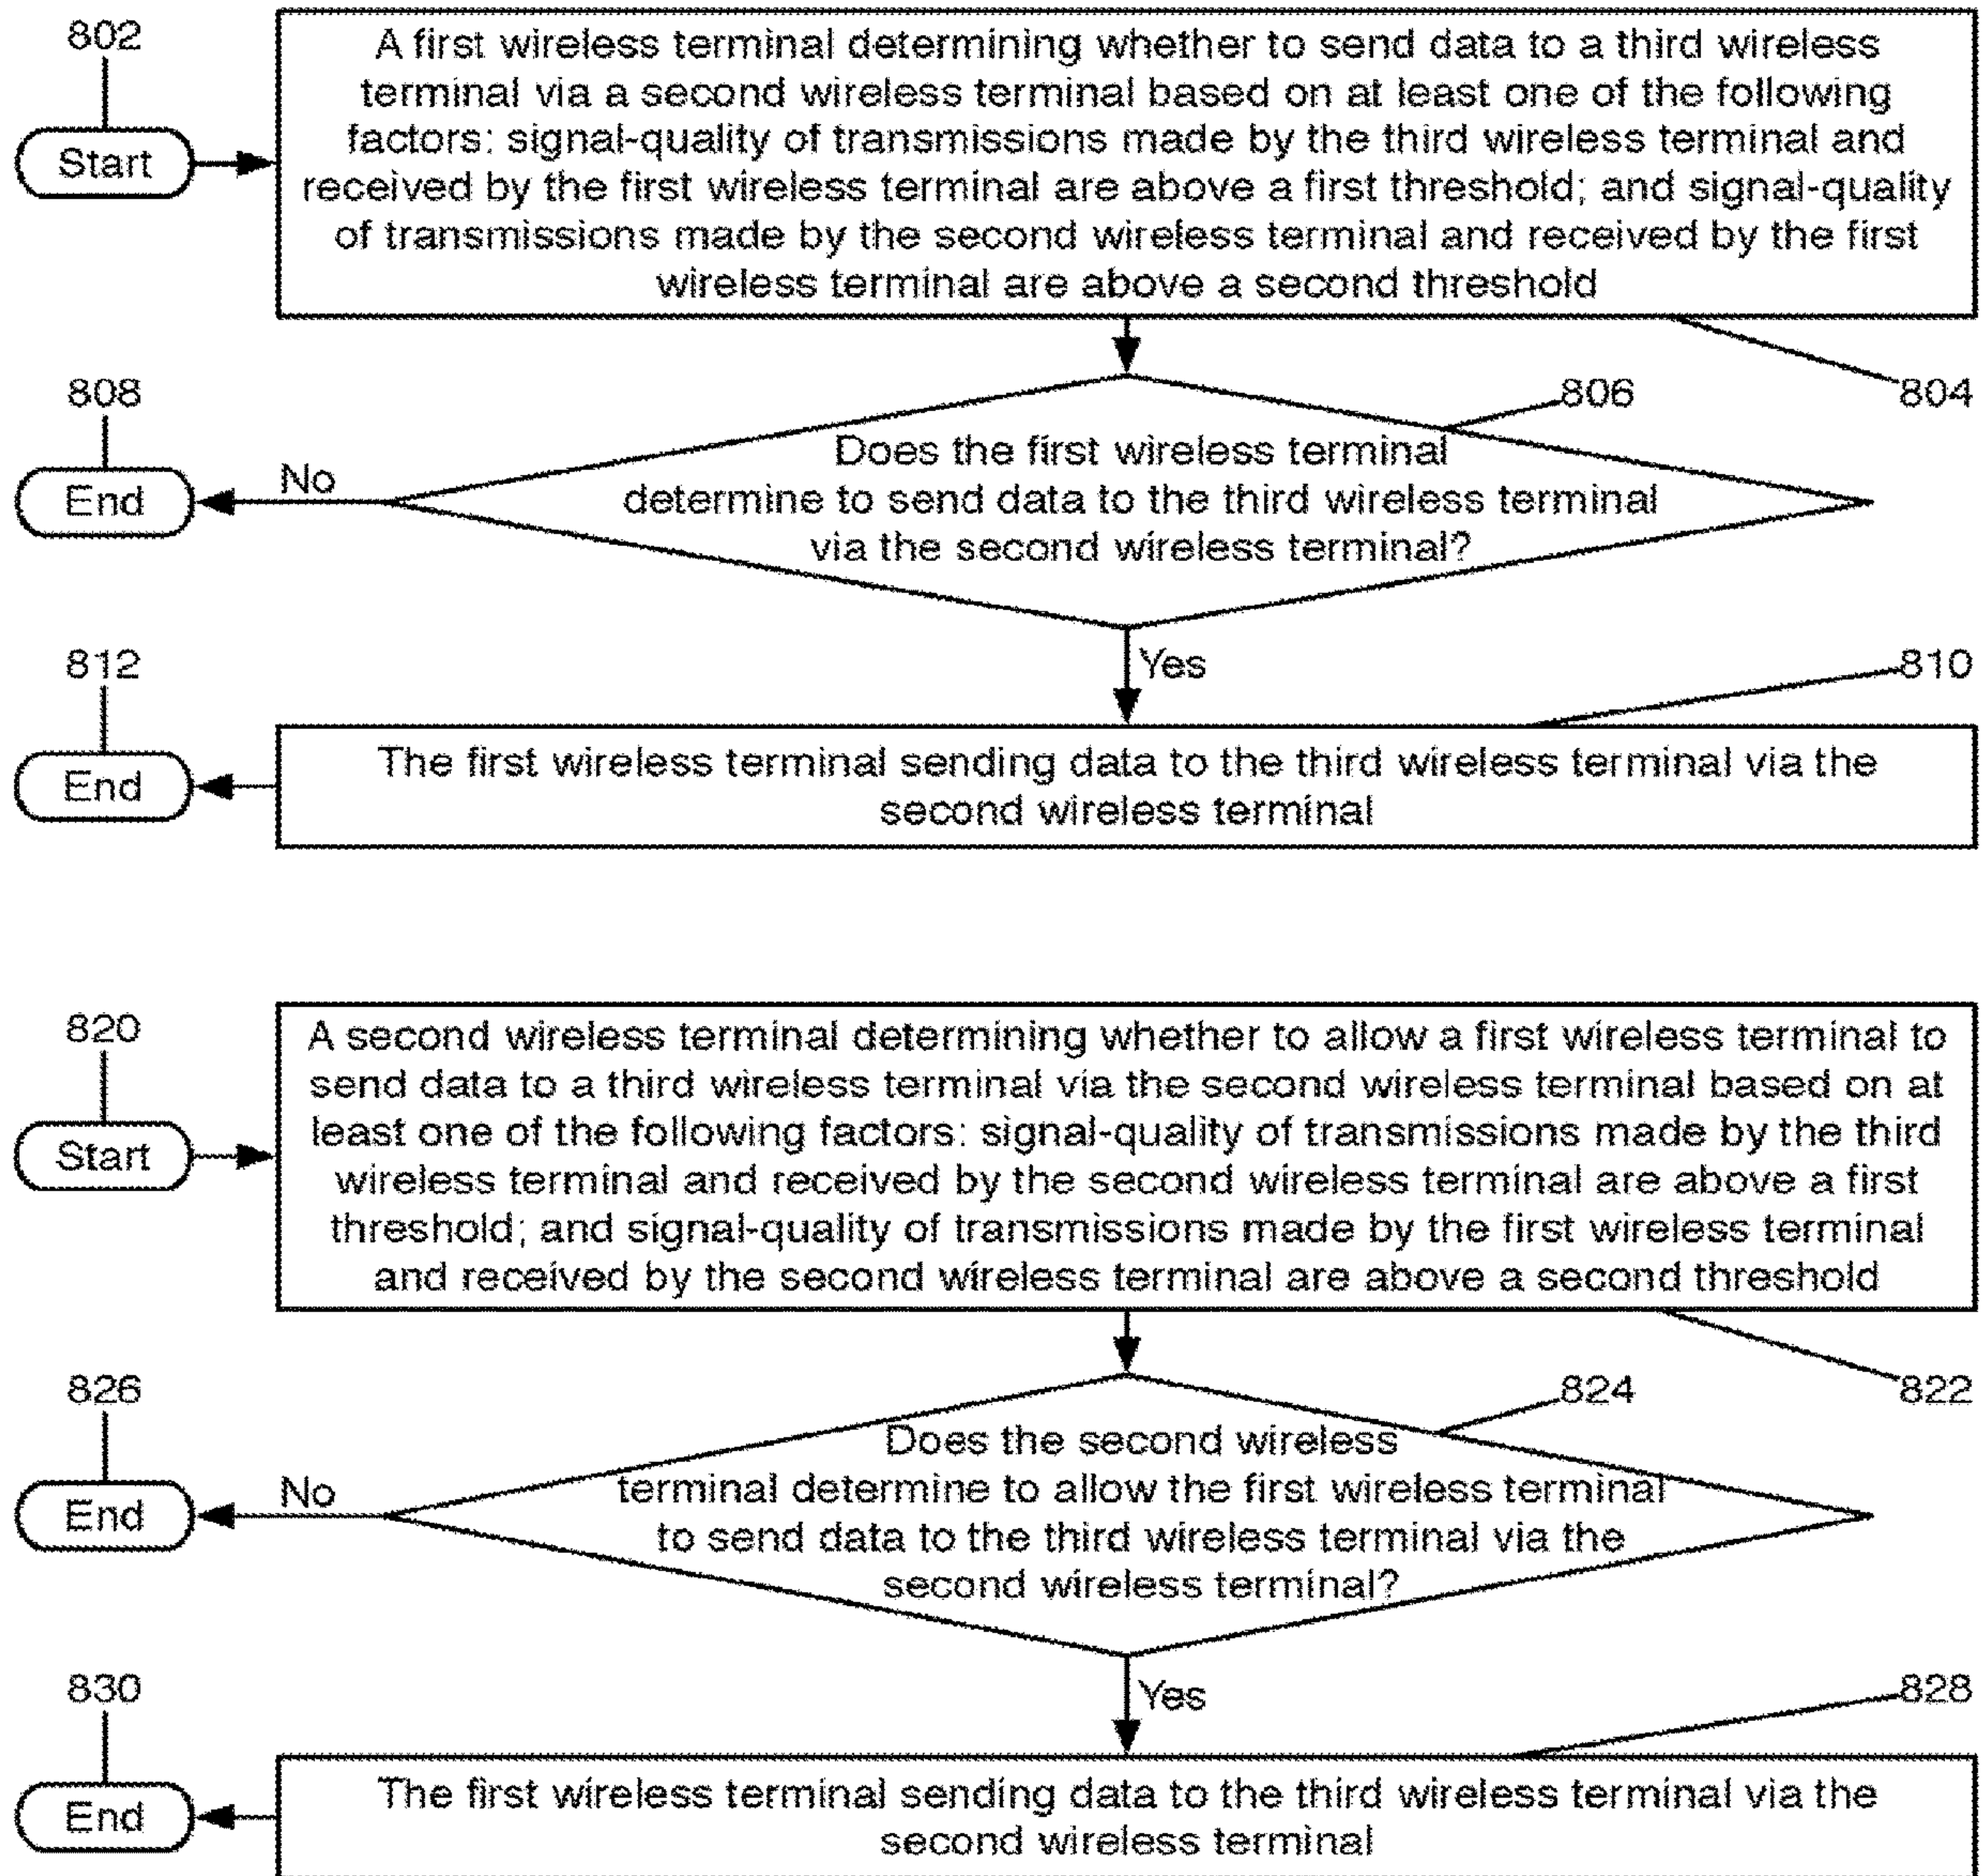 802
Start
A first wireless terminal determining whether to send data to a third wireless
terminal via a second wireless terminal based on at least one of the following
factors: signal-quality of transmissions made by the third wireless terminal and
received by the first wireless terminal are above a first threshold; and signal-quality
of transmissions made by the second wireless terminal and received by the first
wireless terminal are above a second threshold
804
808
End
No
806
Does the first wireless terminal
determine to send data to the third wireless terminal
via the second wireless terminal?
Yes
812
End
810
The first wireless terminal sending data to the third wireless terminal via the
second wireless terminal
820
Start
A second wireless terminal determining whether to allow a first wireless terminal to
send data to a third wireless terminal via the second wireless terminal based on at
least one of the following factors: signal-quality of transmissions made by the third
wireless terminal and received by the second wireless terminal are above a first
threshold; and signal-quality of transmissions made by the first wireless terminal
and received by the second wireless terminal are above a second threshold
822
826
End
No
824
Does the second wireless
terminal determine to allow the first wireless terminal
to send data to the third wireless terminal via the
second wireless terminal?
Yes
830
End
828
The first wireless terminal sending data to the third wireless terminal via the
second wireless terminal